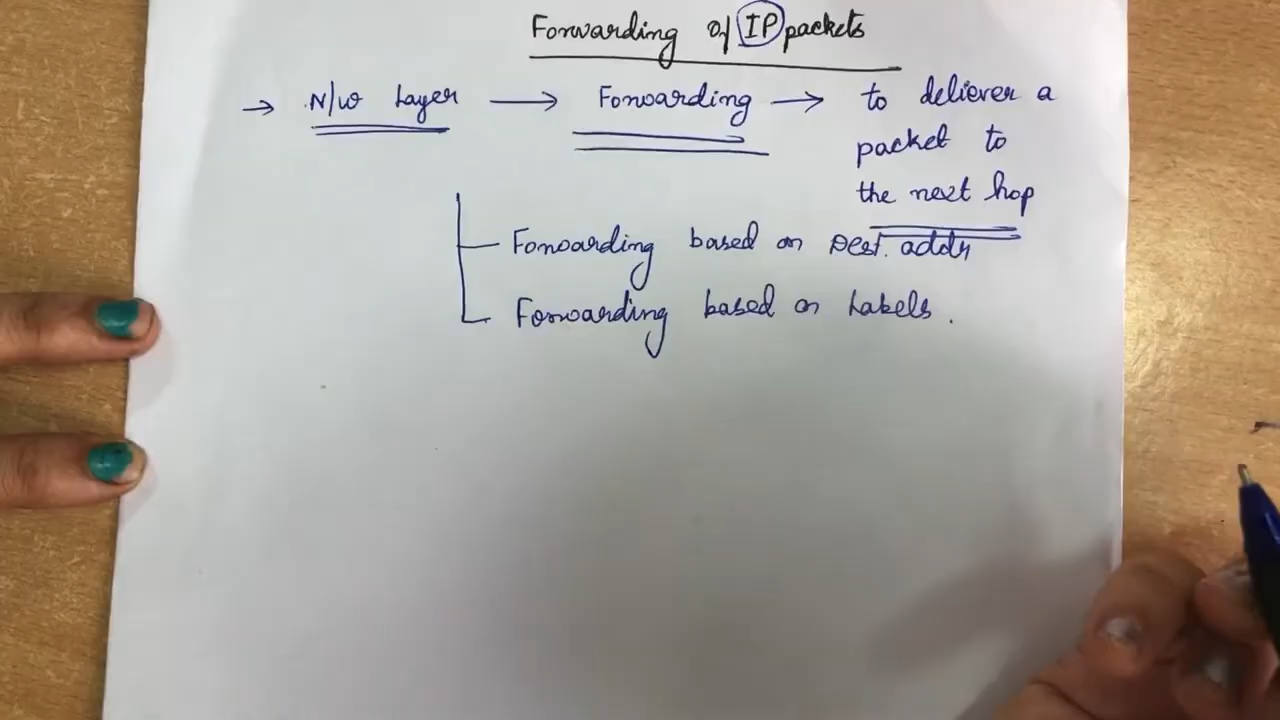 Forwarding of IP packets
→ N/w Layer → Forwarding → to deliever a
packet to
the next hop
Forwarding based on Dest. addr
Forwarding based on Labels.